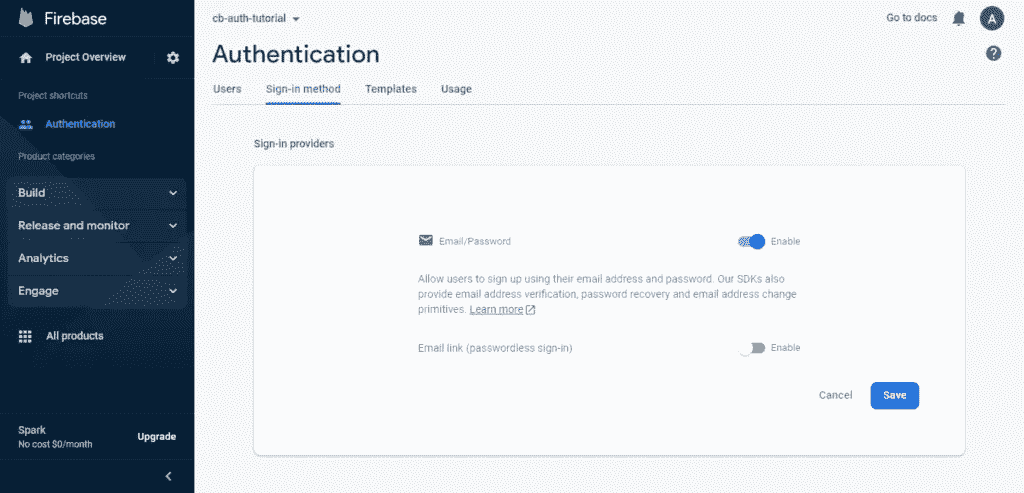 Firebase
Project Overview
Project shortcuts
Authentication
Product categories
Build
Release and monitor
Analytics
Engage
All products
Spark
No cost $0/month
Upgrade
cb-auth-tutorial
Go to docs
A
Authentication
?
Users
Sign-in method
Templates
Usage
Sign-in providers
Email/Password
Enable
Allow users to sign up using their email address and password. Our SDKs also
provide email address verification, password recovery and email address change
primitives. Learn more
Email link (passwordless sign-in)
Enable
Cancel
Save